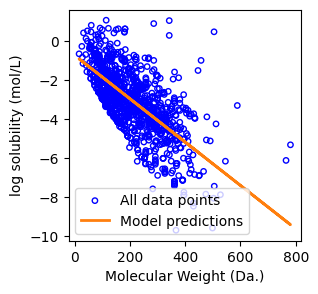 0
−2
−4
−6
−8
−10
log solubility (mol/L)
All data points
Model predictions
0 200 400 600 800
Molecular Weight (Da.)